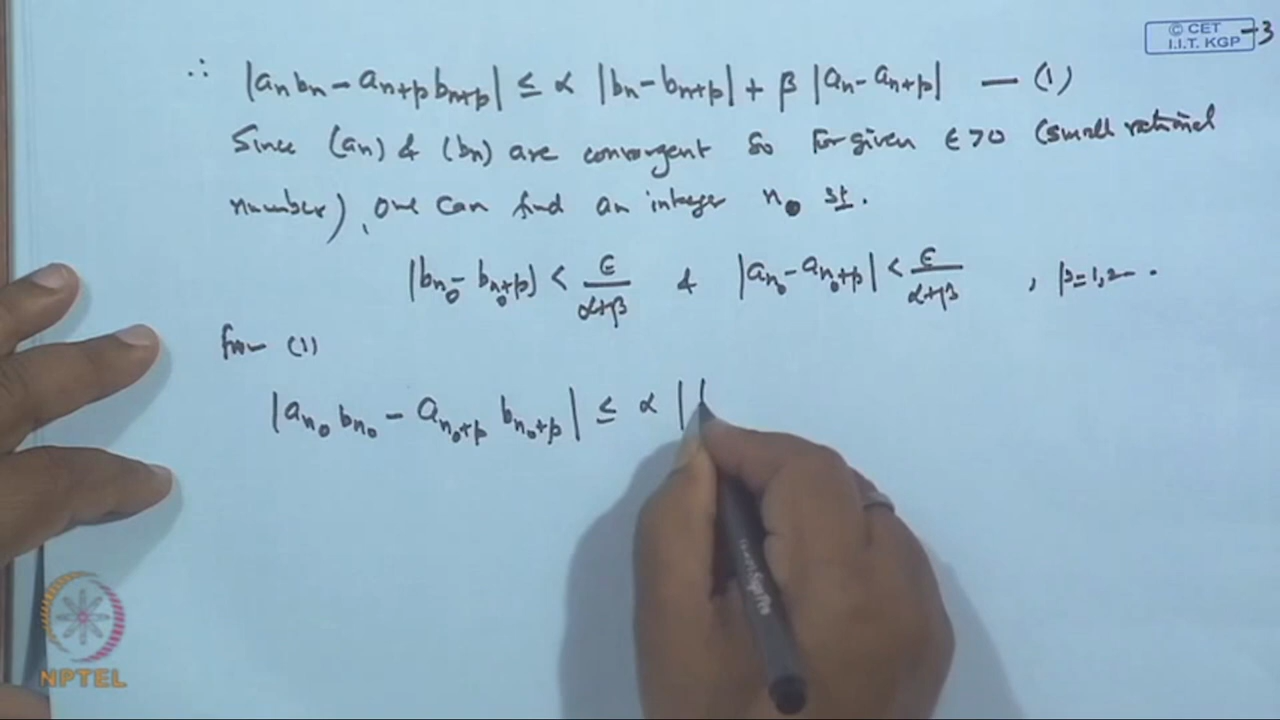 © CET
I.I.T. KGP
-3
∴ |aₙbₙ - aₙ₊ₚbₙ₊ₚ| ≤ α |bₙ - bₙ₊ₚ| + β |aₙ - aₙ₊ₚ| — (1)
Since (an) & (bn) are convergent So For given ϵ>0 (small rational
number), one can find an integer n₀ st.
|bₙ₀ - bₙ₀₊ₚ| < ϵ/(α+β) & |aₙ₀ - aₙ₀₊ₚ| < ϵ/(α+β) , p=1,2-- .
from (1)
|aₙ₀ bₙ₀ - aₙ₀₊ₚ bₙ₀₊ₚ| ≤ α |
NPTEL